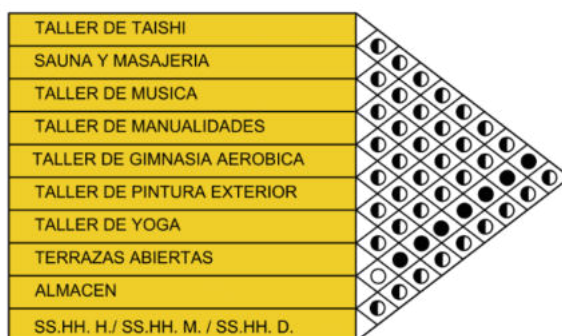 TALLER DE TAISHI
SAUNA Y MASAJERIA
TALLER DE MUSICA
TALLER DE MANUALIDADES
TALLER DE GIMNASIA AEROBICA
TALLER DE PINTURA EXTERIOR
TALLER DE YOGA
TERRAZAS ABIERTAS
ALMACEN
SS.HH. H./ SS.HH. M. / SS.HH. D.